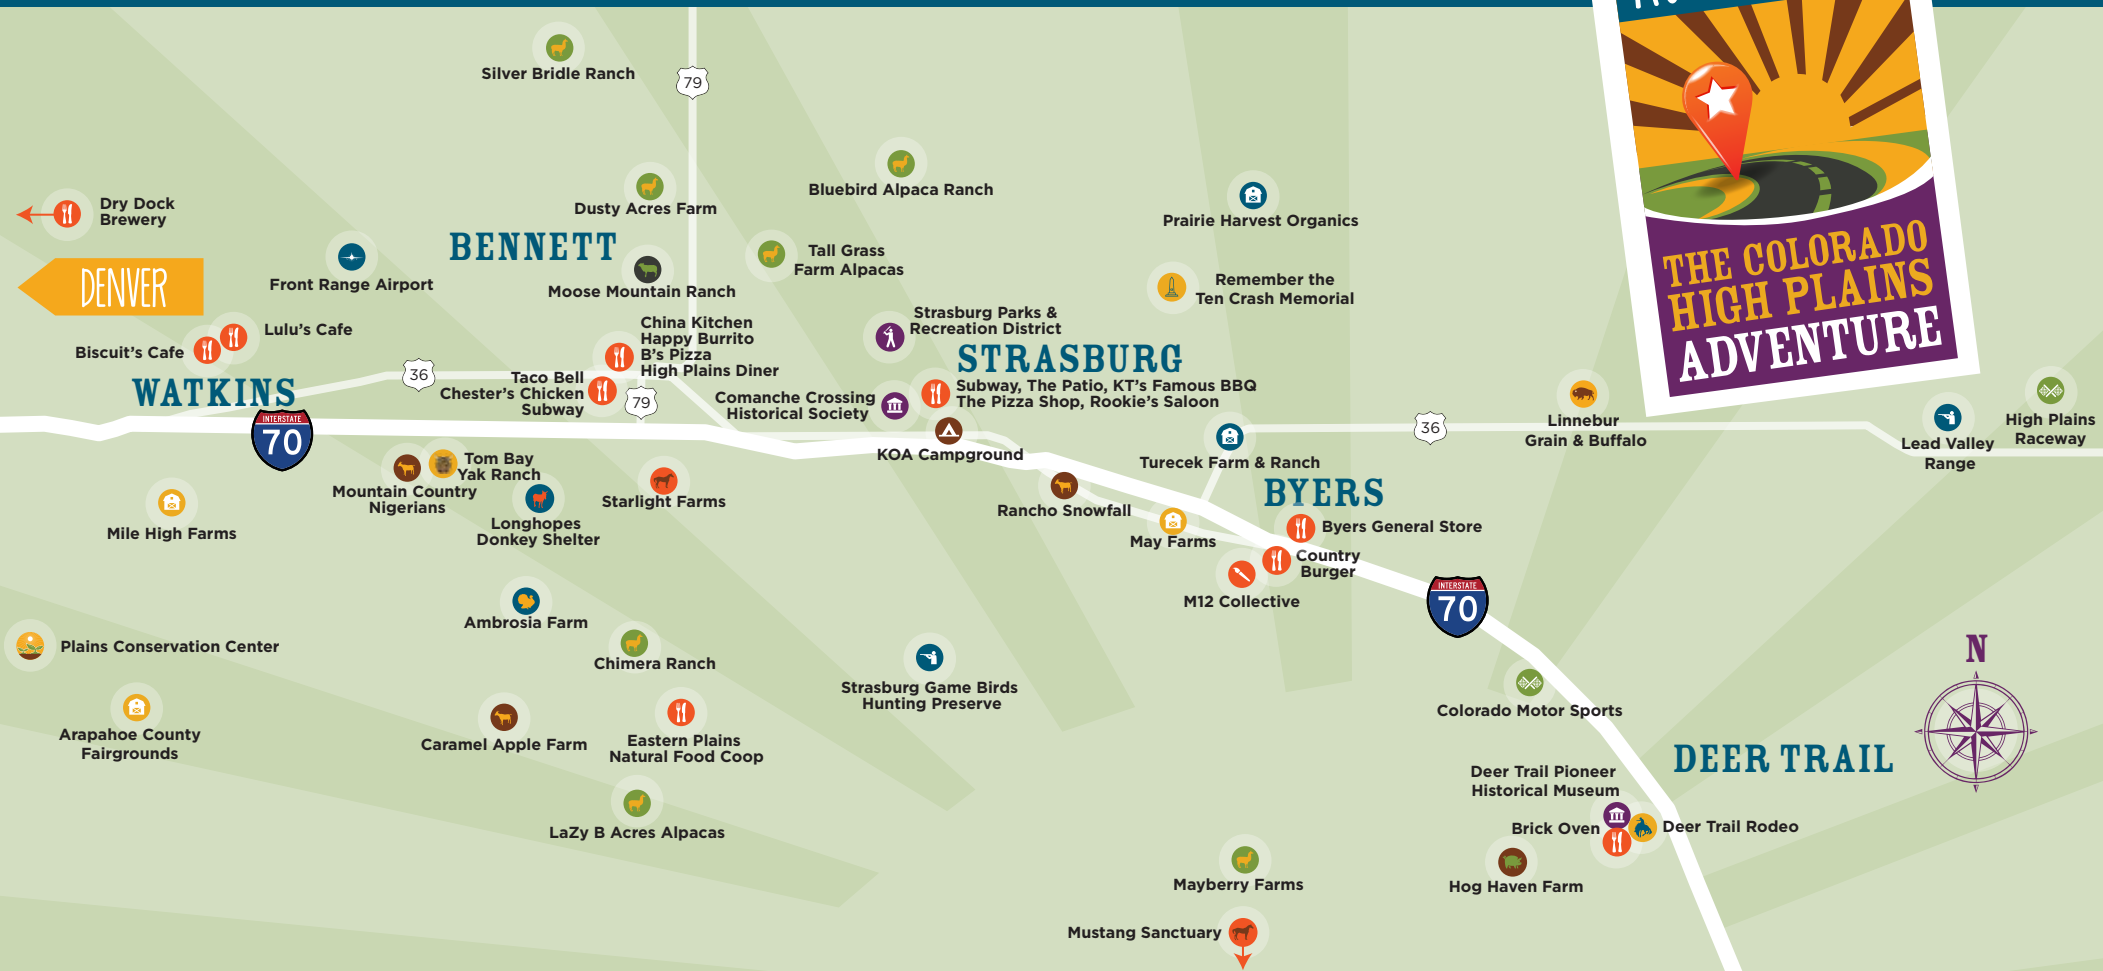 Silver Bridle Ranch
79
Bluebird Alpaca Ranch
Dusty Acres Farm
Dry Dock
Brewery
Prairie Harvest Organics
BENNETT
Tall Grass
Farm Alpacas
DENVER
Front Range Airport
Moose Mountain Ranch
Remember the
Ten Crash Memorial
THE COLORADO
HIGH PLAINS
ADVENTURE
Lulu's Cafe
Biscuit's Cafe
China Kitchen
Happy Burrito
B's Pizza
High Plains Diner
Strasburg Parks &
Recreation District
STRASBURG
WATKINS
36
Taco Bell
Chester's Chicken
Subway
79
Comanche Crossing
Historical Society
Subway, The Patio, KT's Famous BBQ
The Pizza Shop, Rookie's Saloon
INTERSTATE
70
KOA Campground
36
Linnebur
Grain & Buffalo
Lead Valley
Range
High Plains
Raceway
Tom Bay
Yak Ranch
Mountain Country
Nigerians
Longhopes
Donkey Shelter
Starlight Farms
Mile High Farms
Turecek Farm & Ranch
BYERS
Rancho Snowfall
May Farms
Byers General Store
Country
Burger
M12 Collective
INTERSTATE
70
Ambrosia Farm
Chimera Ranch
Plains Conservation Center
Strasburg Game Birds
Hunting Preserve
N
Arapahoe County
Fairgrounds
Caramel Apple Farm
Eastern Plains
Natural Food Coop
Colorado Motor Sports
DEER TRAIL
Deer Trail Pioneer
Historical Museum
Brick Oven
Deer Trail Rodeo
LaZy B Acres Alpacas
Mayberry Farms
Hog Haven Farm
Mustang Sanctuary